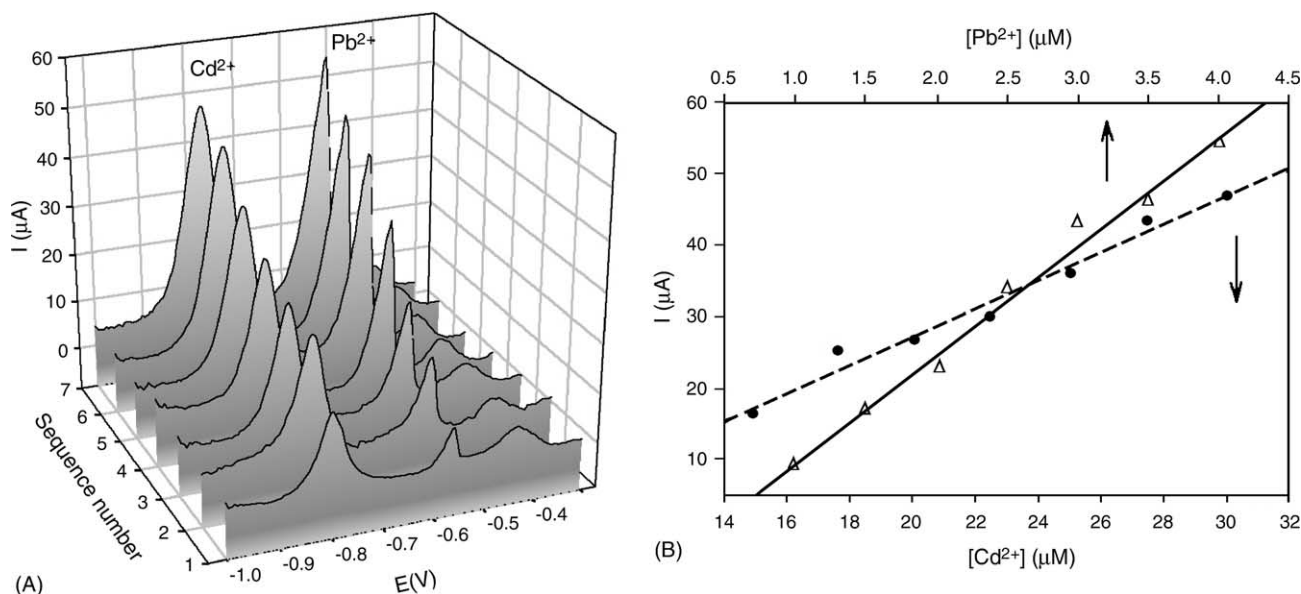 60
50
40
30
20
10
0
I (μA)
Cd²⁺
Pb²⁺
7
6
5
4
3
2
1
Sequence number
-1.0
-0.9
-0.8
-0.7
-0.6
-0.5
-0.4
E(V)
(A)
[Pb²⁺] (μM)
0.5 1.0 1.5 2.0 2.5 3.0 3.5 4.0 4.5
60
50
40
30
20
10
I (μA)
14 16 18 20 22 24 26 28 30 32
[Cd²⁺] (μM)
(B)